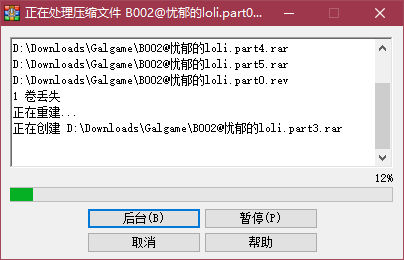 正在处理压缩文件 B002@忧郁的loli.part0...
D:\Downloads\Galgame\B002@忧郁的loli.part4.rar
D:\Downloads\Galgame\B002@忧郁的loli.part5.rar
D:\Downloads\Galgame\B002@忧郁的loli.part0.rev
1 卷丢失
正在重建...
正在创建 D:\Downloads\Galgame\B002@忧郁的loli.part3.rar
12%
后台(B)
暂停(P)
取消
帮助